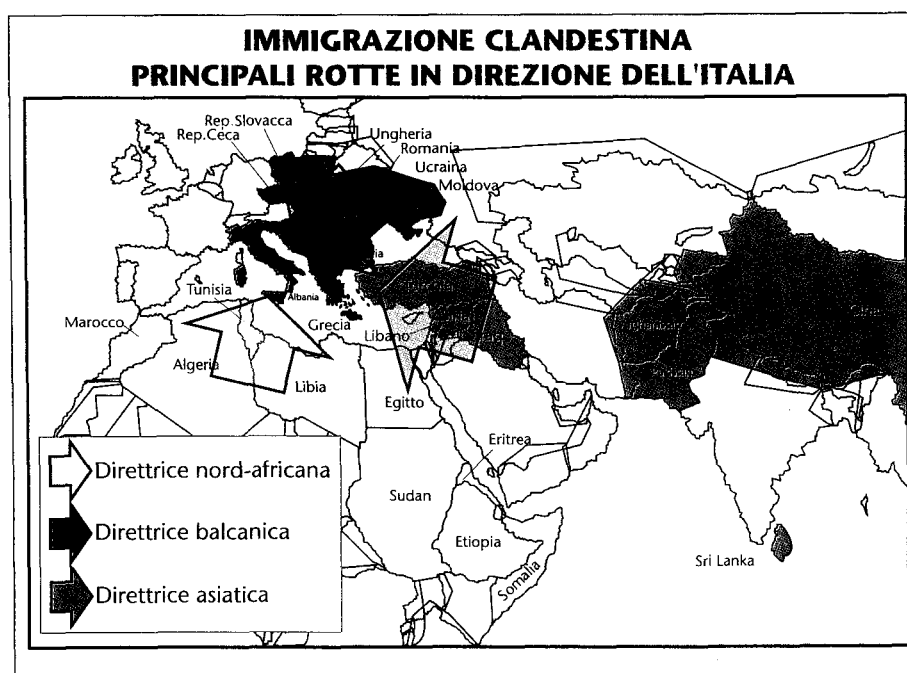 IMMIGRAZIONE CLANDESTINA
PRINCIPALI ROTTE IN DIREZIONE DELL'ITALIA
Rep.Slovacca
Rep.Ceca
Ungheria
Romania
Ucraina
Moldova
Tunisia
Albania
Marocco
Grecia
Libano
Afghanistan
Algeria
Libia
Egitto
Eritrea
Sudan
Etiopia
Somalia
Sri Lanka
Direttrice nord-africana
Direttrice balcanica
Direttrice asiatica